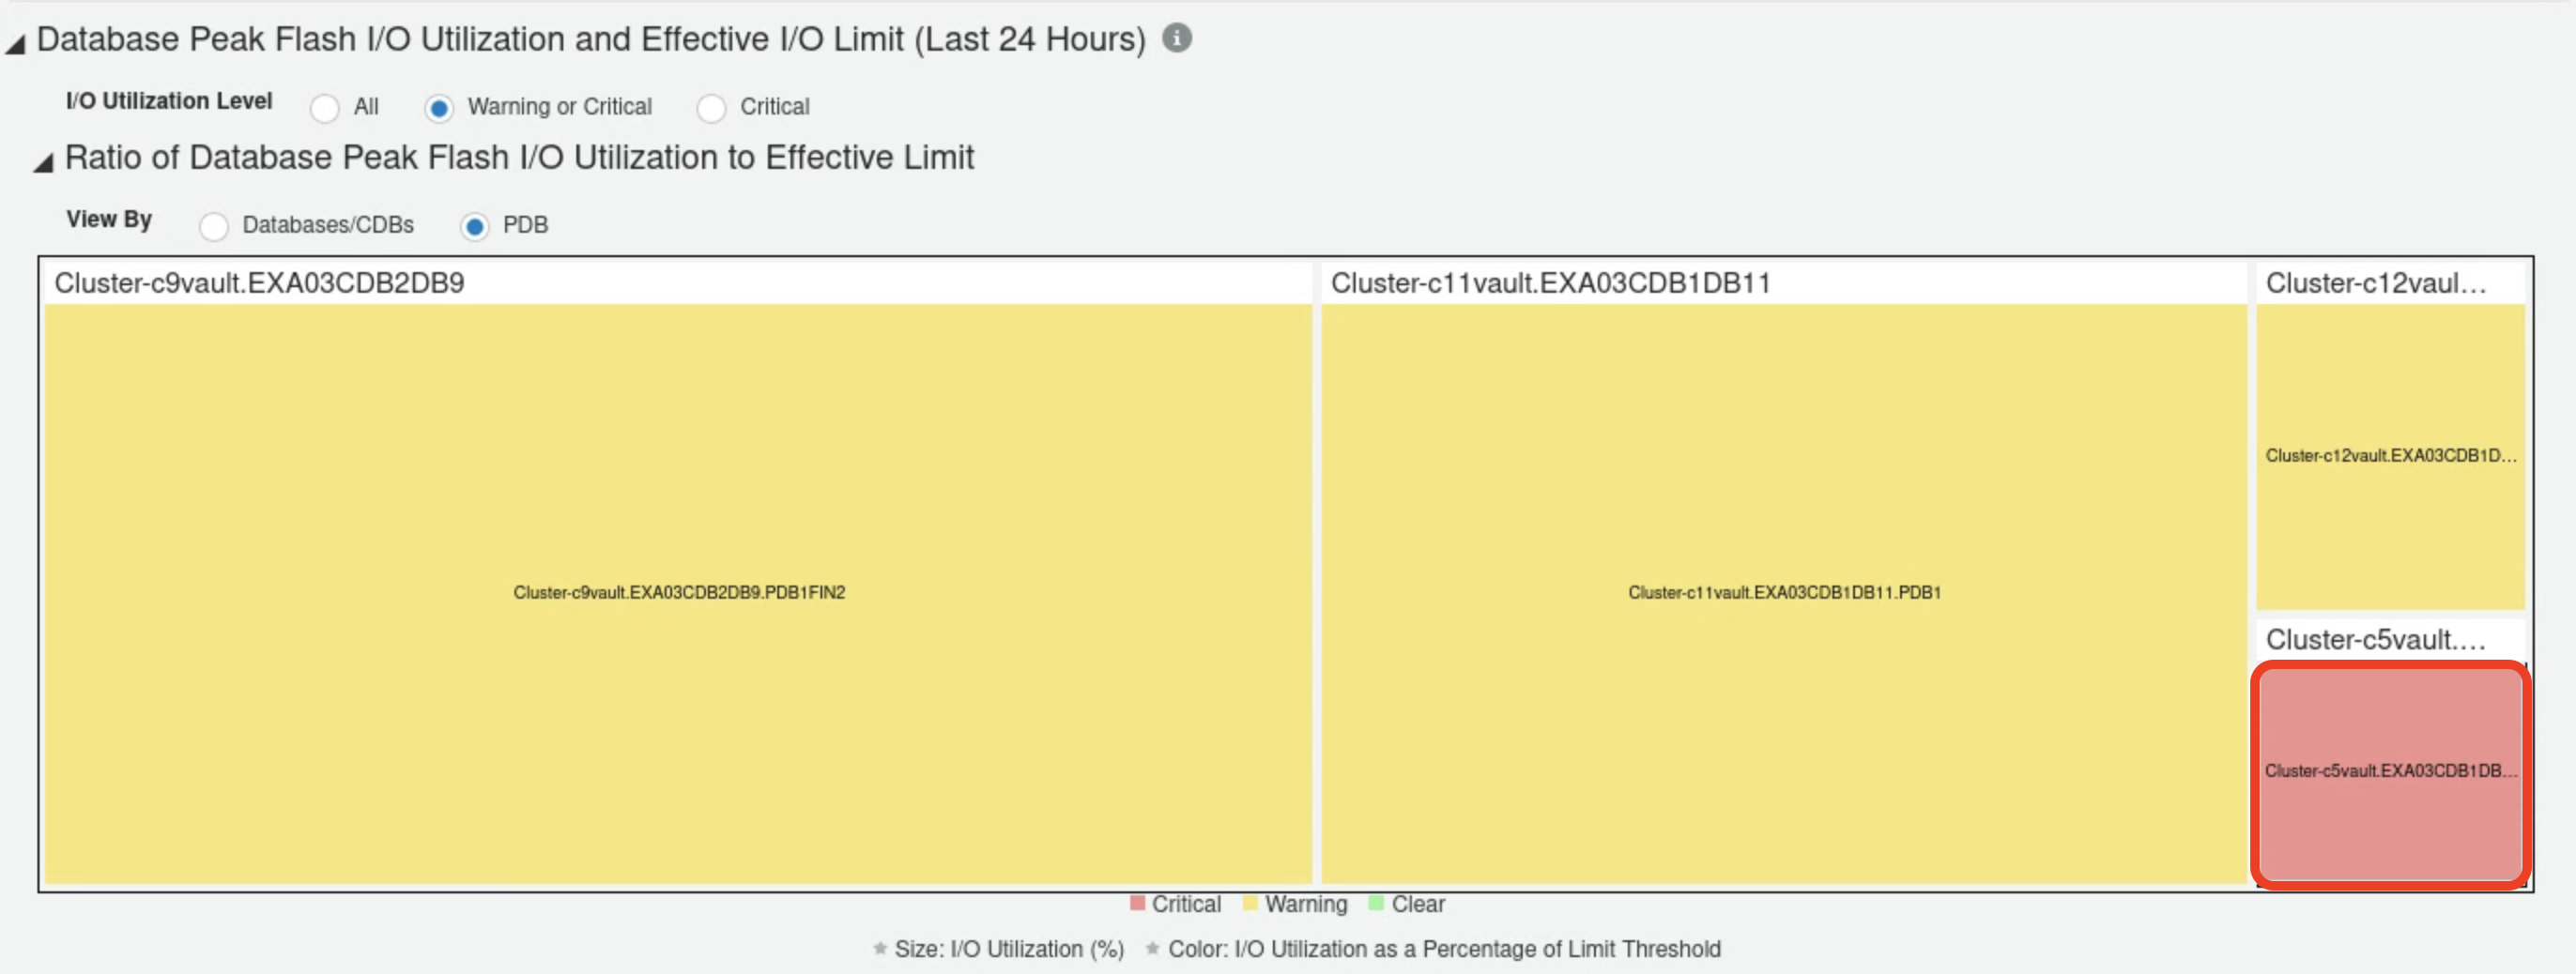 Database Peak Flash I/O Utilization and Effective I/O Limit (Last 24 Hours) i
I/O Utilization Level All Warning or Critical Critical
Ratio of Database Peak Flash I/O Utilization to Effective Limit
View By Databases/CDBs PDB
Cluster-c9vault.EXA03CDB2DB9
Cluster-c9vault.EXA03CDB2DB9.PDB1FIN2
Cluster-c11vault.EXA03CDB1DB11
Cluster-c11vault.EXA03CDB1DB11.PDB1
Cluster-c12vaul...
Cluster-c12vault.EXA03CDB1D...
Cluster-c5vault....
Cluster-c5vault.EXA03CDB1DB...
Critical Warning Clear
Size: I/O Utilization (%) Color: I/O Utilization as a Percentage of Limit Threshold